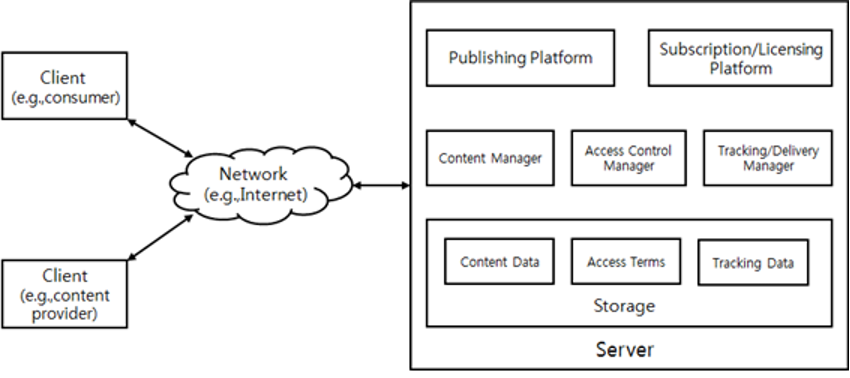 Client
(e.g.,consumer)
Network
(e.g.,Internet)
Client
(e.g.,content
provider)
Publishing Platform
Subscription/Licensing
Platform
Content Manager
Access Control
Manager
Tracking/Delivery
Manager
Content Data
Access Terms
Tracking Data
Storage
Server